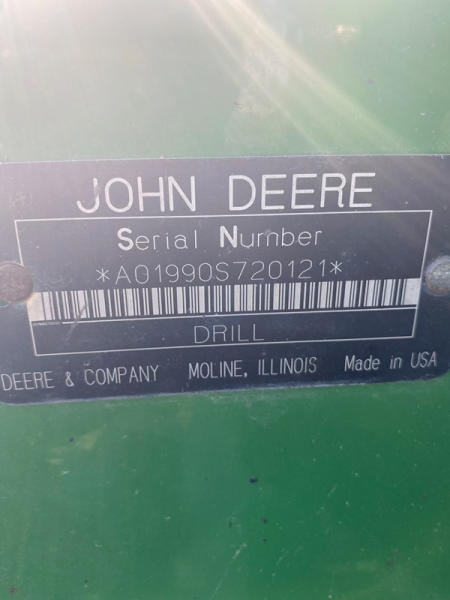 JOHN DEERE
Serial Number
*A01990S720121*
DRILL
DEERE & COMPANY MOLINE, ILLINOIS Made in USA